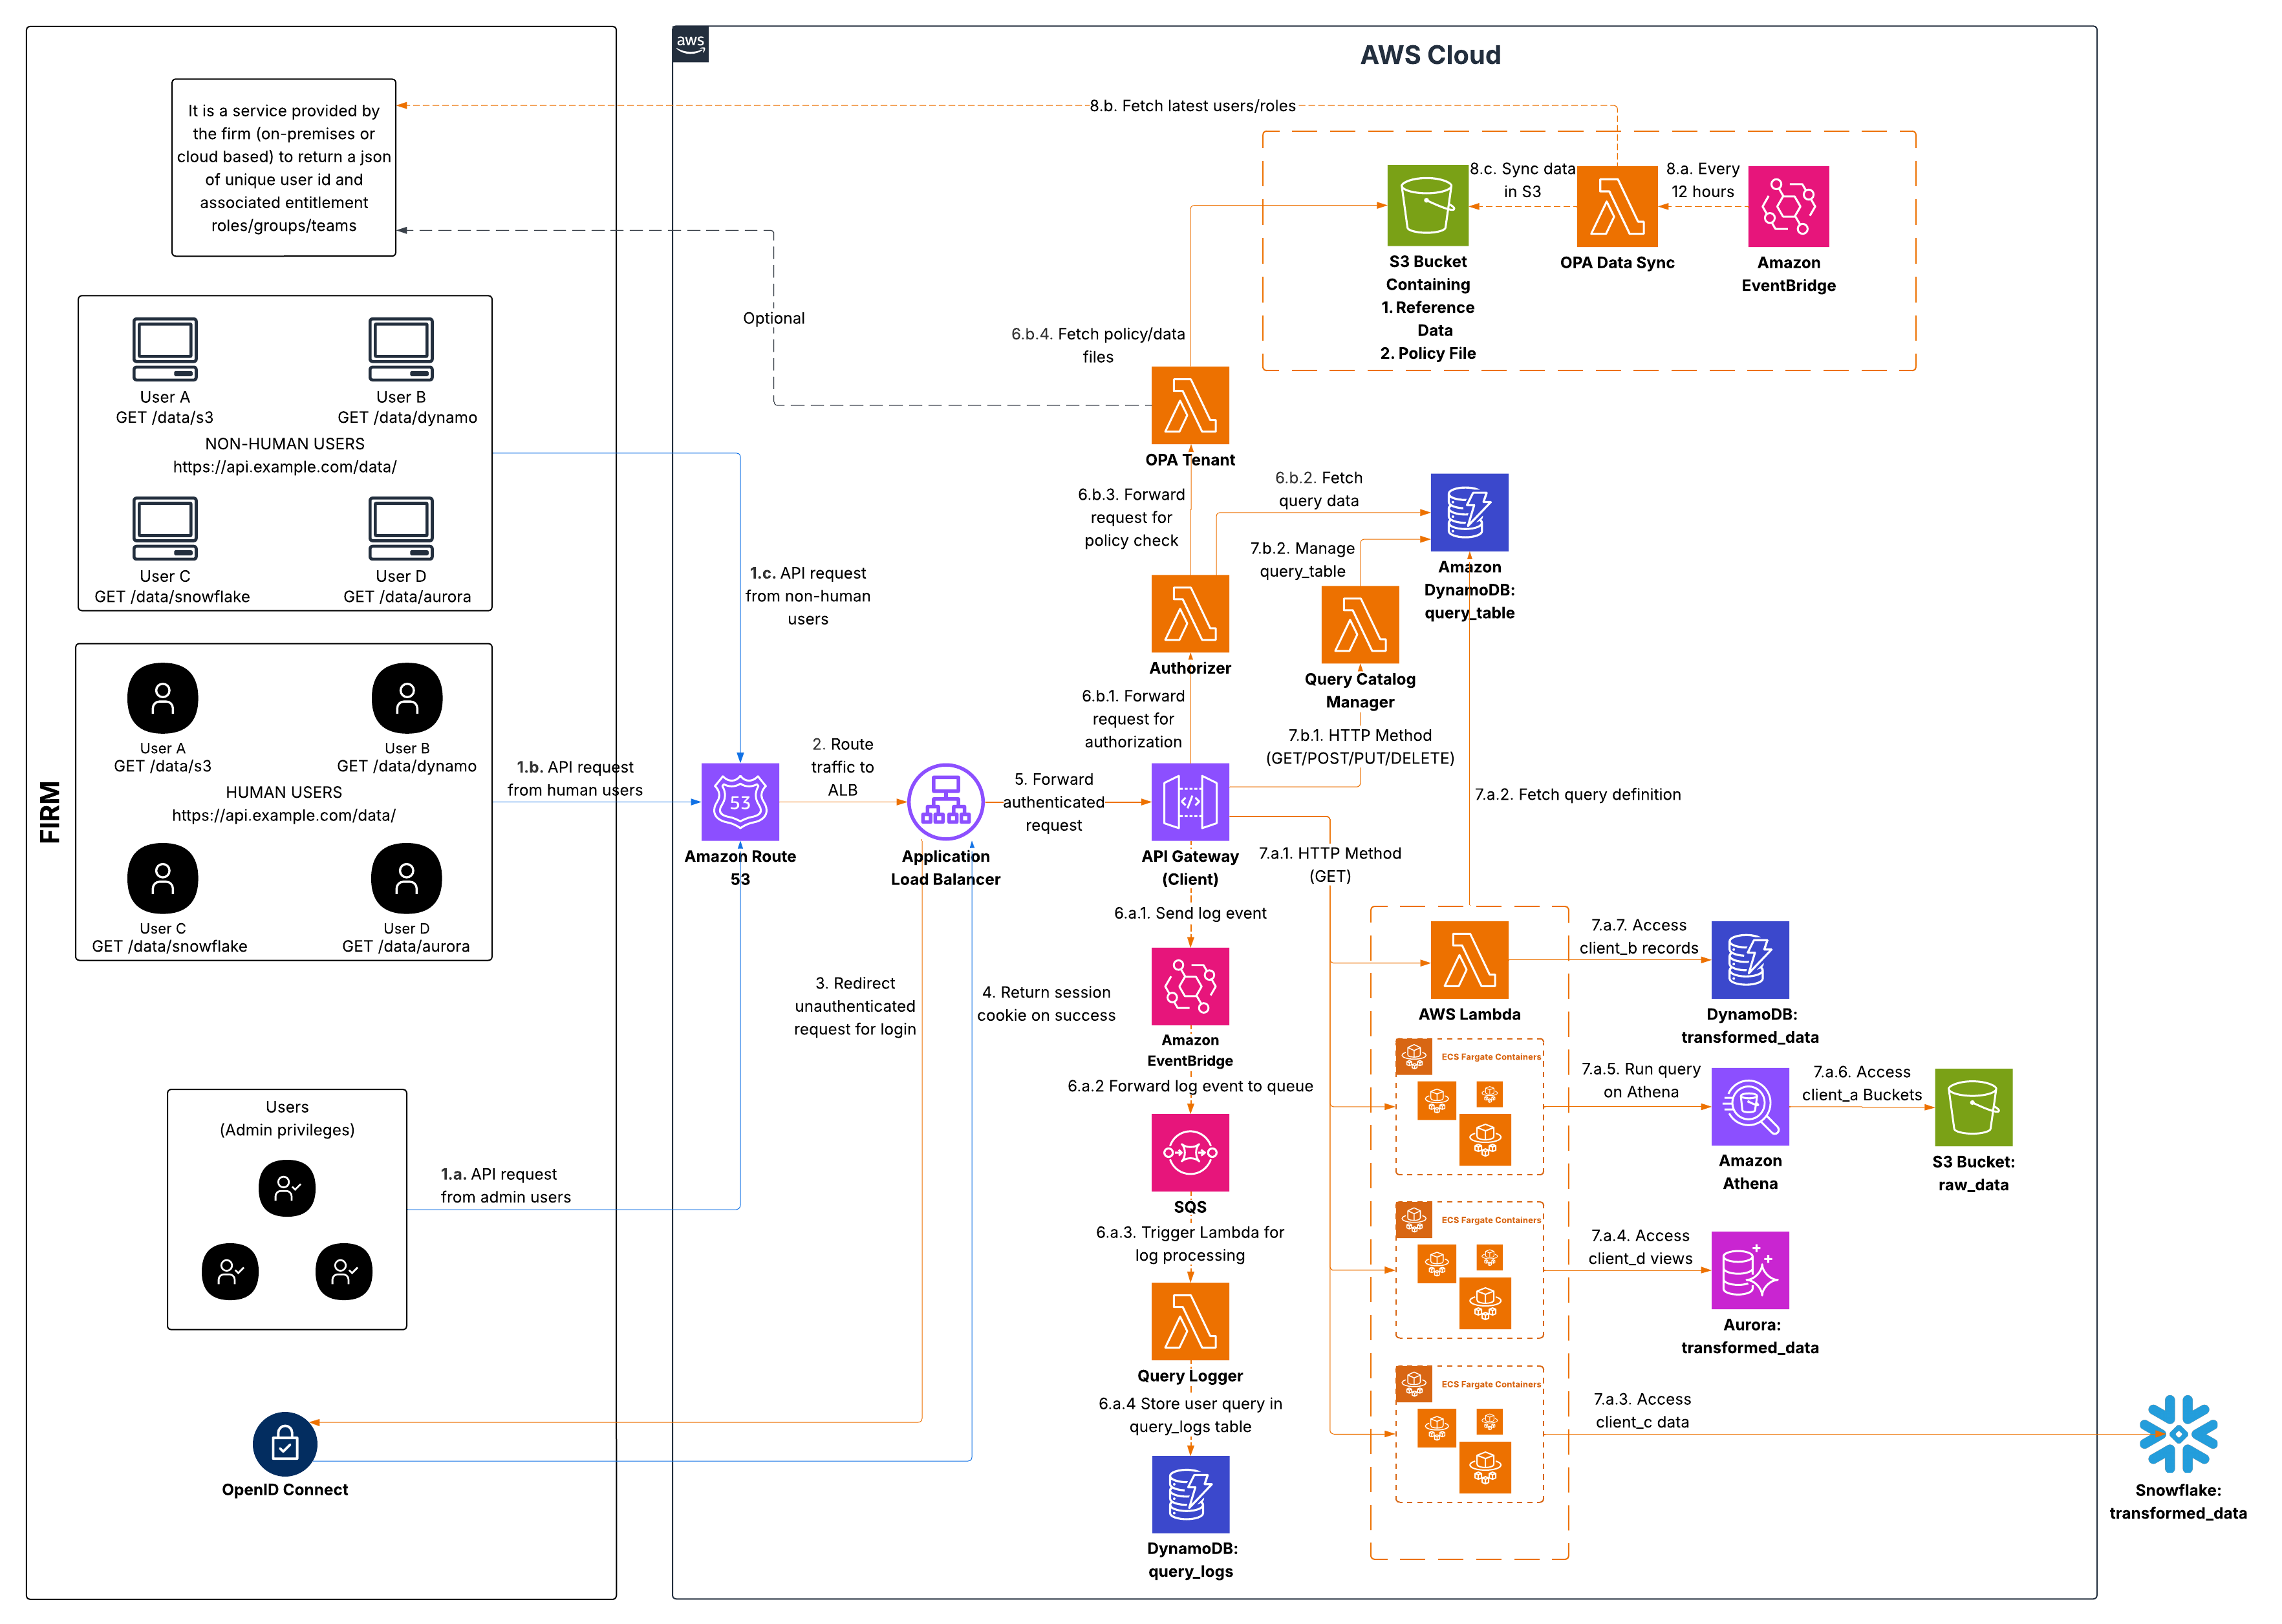 aws
AWS Cloud
It is a service provided by
the firm (on-premises or
cloud based) to return a json
of unique user id and
associated entitlement
roles/groups/teams
8.b. Fetch latest users/roles
8.c. Sync data
in S3
8.a. Every
12 hours
S3 Bucket
Containing
1. Reference
Data
2. Policy File
OPA Data Sync
Amazon
EventBridge
Optional
6.b.4. Fetch policy/data
files
User A
GET /data/s3
User B
GET /data/dynamo
NON-HUMAN USERS
https://api.example.com/data/
User C
GET /data/snowflake
User D
GET /data/aurora
OPA Tenant
6.b.3. Forward
request for
policy check
6.b.2. Fetch
query data
7.b.2. Manage
query_table
Amazon
DynamoDB:
query_table
1.c. API request
from non-human
users
Authorizer
Query Catalog
Manager
6.b.1. Forward
request for
authorization
7.b.1. HTTP Method
(GET/POST/PUT/DELETE)
FIRM
User A
GET /data/s3
User B
GET /data/dynamo
HUMAN USERS
https://api.example.com/data/
User C
GET /data/snowflake
User D
GET /data/aurora
1.b. API request
from human users
53
Amazon Route
53
2. Route
traffic to
ALB
Application
Load Balancer
5. Forward
authenticated
request
API Gateway
(Client)
7.a.1. HTTP Method
(GET)
7.a.2. Fetch query definition
6.a.1. Send log event
3. Redirect
unauthenticated
request for login
4. Return session
cookie on success
Amazon
EventBridge
6.a.2 Forward log event to queue
SQS
6.a.3. Trigger Lambda for
log processing
Query Logger
6.a.4 Store user query in
query_logs table
DynamoDB:
query_logs
AWS Lambda
7.a.7. Access
client_b records
DynamoDB:
transformed_data
ECS Fargate Containers
7.a.5. Run query
on Athena
Amazon
Athena
7.a.6. Access
client_a Buckets
S3 Bucket:
raw_data
ECS Fargate Containers
7.a.4. Access
client_d views
Aurora:
transformed_data
ECS Fargate Containers
7.a.3. Access
client_c data
Snowflake:
transformed_data
Users
(Admin privileges)
1.a. API request
from admin users
OpenID Connect